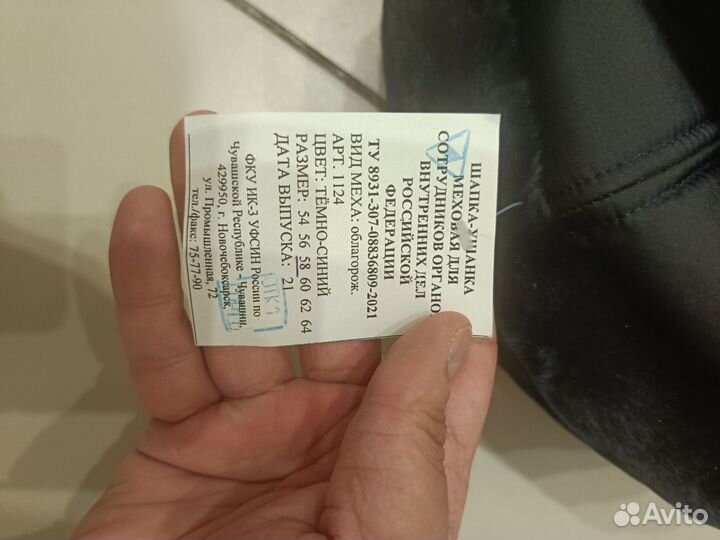 ШАПКА-УШАНКА
МЕХОВАЯ ДЛЯ
СОТРУДНИКОВ ОРГАНО
ВНУТРЕННИХ ДЕЛ
РОССИЙСКОЙ
ФЕДЕРАЦИИ
ТУ 8931-307-08836809-2021
ВИД МЕХА: облагорож.
АРТ. 1124
ЦВЕТ: ТЁМНО-СИНИЙ
РАЗМЕР: 54 56 58 60 62 64
ДАТА ВЫПУСКА: 21
ФКУ ИК-3 УФСИН России по
Чувашской Республике - Чувашии,
429950, г. Новочебоксарск,
ул. Промышленная, 72
тел./факс: 75-77-90
Avito